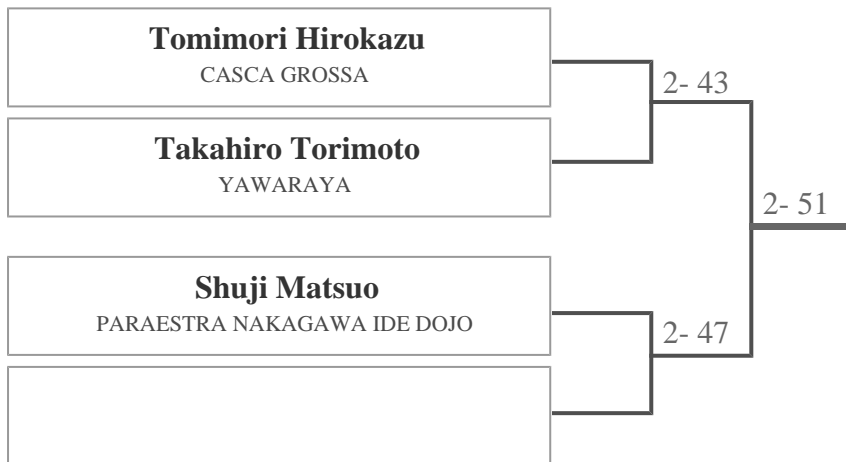 Tomimori Hirokazu
CASCA GROSSA
2- 43
Takahiro Torimoto
YAWARAYA
2- 51
Shuji Matsuo
PARAESTRA NAKAGAWA IDE DOJO
2- 47